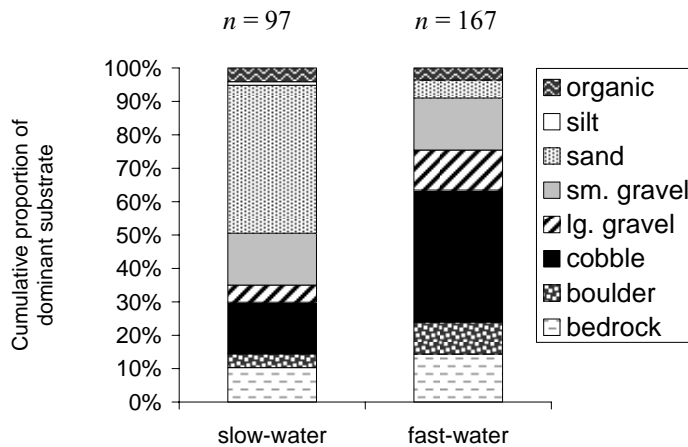 n = 97 n = 167
Cumulative proportion of
dominant substrate
100%
90%
80%
70%
60%
50%
40%
30%
20%
10%
0%
slow-water fast-water
organic
silt
sand
sm. gravel
lg. gravel
cobble
boulder
bedrock